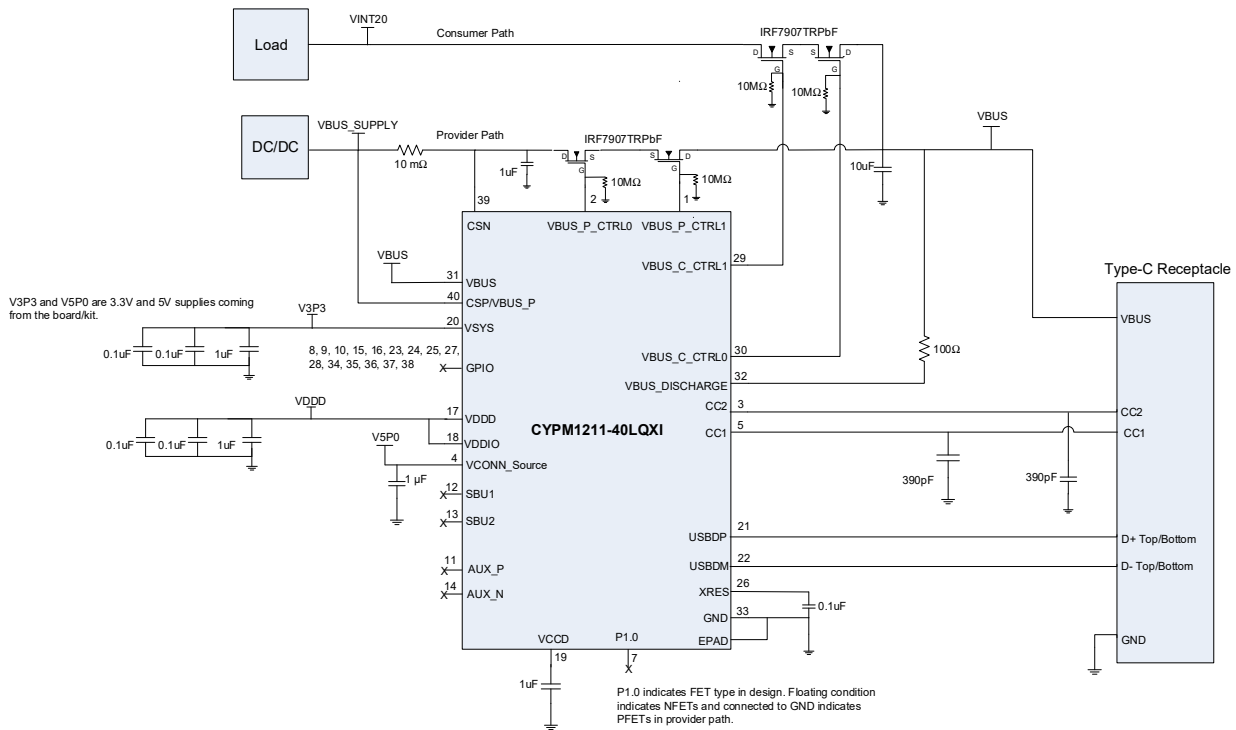 Load
VINT20
Consumer Path
IRF7907TRPbF
D
S
G
S
D
G
10MΩ
10MΩ
DC/DC
VBUS_SUPPLY
Provider Path
IRF7907TRPbF
VBUS
10 mΩ
1uF
D
S
G
S
D
G
10MΩ
10MΩ
10uF
39
2
1
CSN
VBUS_P_CTRL0
VBUS_P_CTRL1
VBUS
31
VBUS
VBUS_C_CTRL1
29
Type-C Receptacle
40
CSP/VBUS_P
V3P3 and V5P0 are 3.3V and 5V supplies coming
from the board/kit.
V3P3
20
VSYS
VBUS
0.1uF
0.1uF
1uF
8, 9, 10, 15, 16, 23, 24, 25, 27,
28, 34, 35, 36, 37, 38
X
GPIO
VBUS_C_CTRL0
30
100Ω
VBUS_DISCHARGE
32
VDDD
17
VDDD
CC2
3
CC2
0.1uF
0.1uF
1uF
V5P0
18
VDDIO
CYPM1211-40LQXI
CC1
5
CC1
4
VCONN_Source
1 µF
390pF
390pF
X
12
SBU1
X
13
SBU2
USBDP
21
D+ Top/Bottom
X
11
AUX_P
USBDM
22
D- Top/Bottom
X
14
AUX_N
XRES
26
0.1uF
GND
33
EPAD
GND
VCCD
P1.0
19
7
X
1uF
P1.0 indicates FET type in design. Floating condition
indicates NFETs and connected to GND indicates
PFETs in provider path.